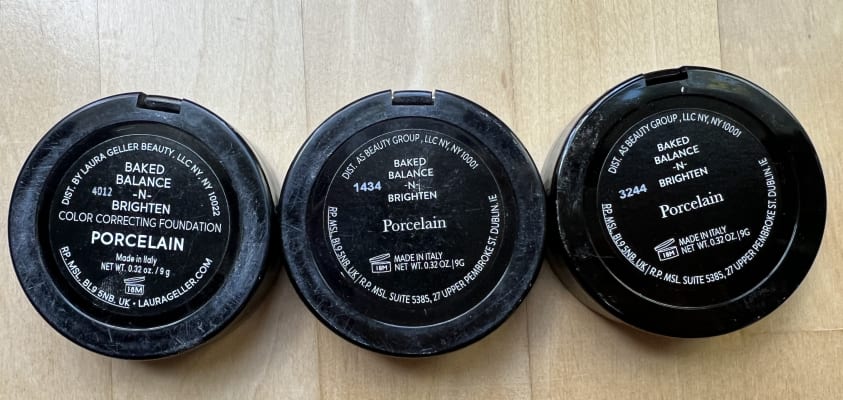 DIST. BY LAURA GELLER BEAUTY, LLC NY, NY 10022
4012
BAKED
BALANCE
-N-
BRIGHTEN
COLOR CORRECTING FOUNDATION
PORCELAIN
Made in Italy
NET WT. 0.32 oz. / 9 g
18M
RP. MSL, BL9 5NB. UK • LAURAGELLER.COM
DIST. AS BEAUTY GROUP, LLC NY, NY 10001
1434
BAKED
BALANCE
-N-
BRIGHTEN
Porcelain
18M
MADE IN ITALY
NET WT. 0.32 OZ.|9G
RP. MSL, BL9 5NB. UK | R.P. MSL. SUITE 5385, 27 UPPER PEMBROKE ST. DUBLIN. IE
DIST. AS BEAUTY GROUP, LLC NY, NY 10001
3244
BAKED
BALANCE
-N-
BRIGHTEN
Porcelain
18M
MADE IN ITALY
NET WT. 0.32 OZ.|9G
RP. MSL, BL9 5NB. UK | R.P. MSL. SUITE 5385, 27 UPPER PEMBROKE ST. DUBLIN. IE